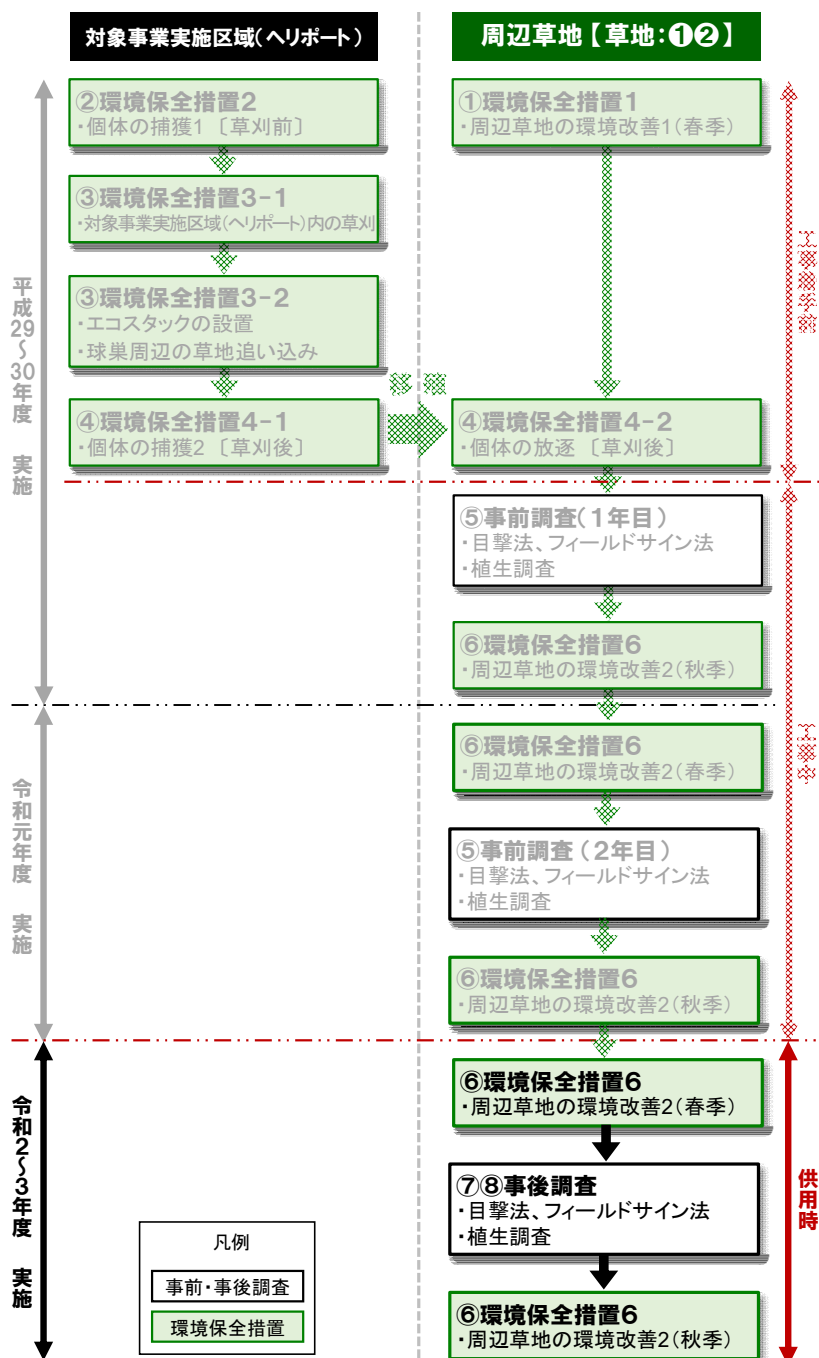 対象事業実施区域(ヘリポート)
周辺草地【草地:❶❷】
平成29～30年度 実施
②環境保全措置2
・個体の捕獲1 〔草刈前〕
①環境保全措置1
・周辺草地の環境改善1(春季)
工事着手前
③環境保全措置3-1
・対象事業実施区域(ヘリポート)内の草刈
③環境保全措置3-2
・エコスタックの設置
・球巣周辺の草地追い込み
④環境保全措置4-1
・個体の捕獲2 〔草刈後〕
移殖
④環境保全措置4-2
・個体の放逐 〔草刈後〕
⑤事前調査(1年目)
・目撃法、フィールドサイン法
・植生調査
⑥環境保全措置6
・周辺草地の環境改善2(秋季)
令和元年度 実施
⑥環境保全措置6
・周辺草地の環境改善2(春季)
工事中
⑤事前調査(2年目)
・目撃法、フィールドサイン法
・植生調査
⑥環境保全措置6
・周辺草地の環境改善2(秋季)
令和2～3年度 実施
⑥環境保全措置6
・周辺草地の環境改善2(春季)
⑦⑧事後調査
・目撃法、フィールドサイン法
・植生調査
供用時
⑥環境保全措置6
・周辺草地の環境改善2(秋季)
凡例
事前・事後調査
環境保全措置